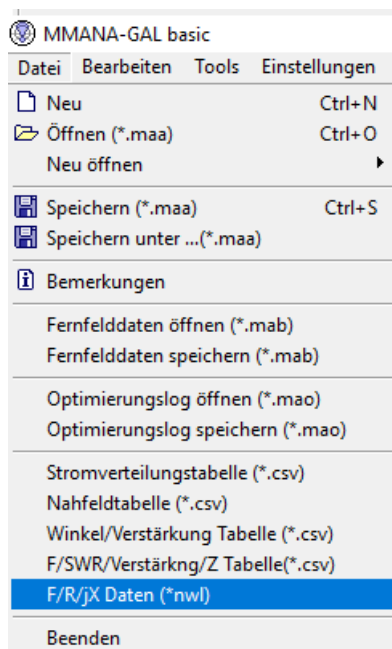 MMANA-GAL basic
Datei Bearbeiten Tools Einstellungen
Neu Ctrl+N
Öffnen (*.maa) Ctrl+O
Neu öffnen
Speichern (*.maa) Ctrl+S
Speichern unter ...(*.maa)
Bemerkungen
Fernfelddaten öffnen (*.mab)
Fernfelddaten speichern (*.mab)
Optimierungslog öffnen (*.mao)
Optimierungslog speichern (*.mao)
Stromverteilungstabelle (*.csv)
Nahfeldtabelle (*.csv)
Winkel/Verstärkung Tabelle (*.csv)
F/SWR/Verstärkng/Z Tabelle(*.csv)
F/R/jX Daten (*nwl)
Beenden